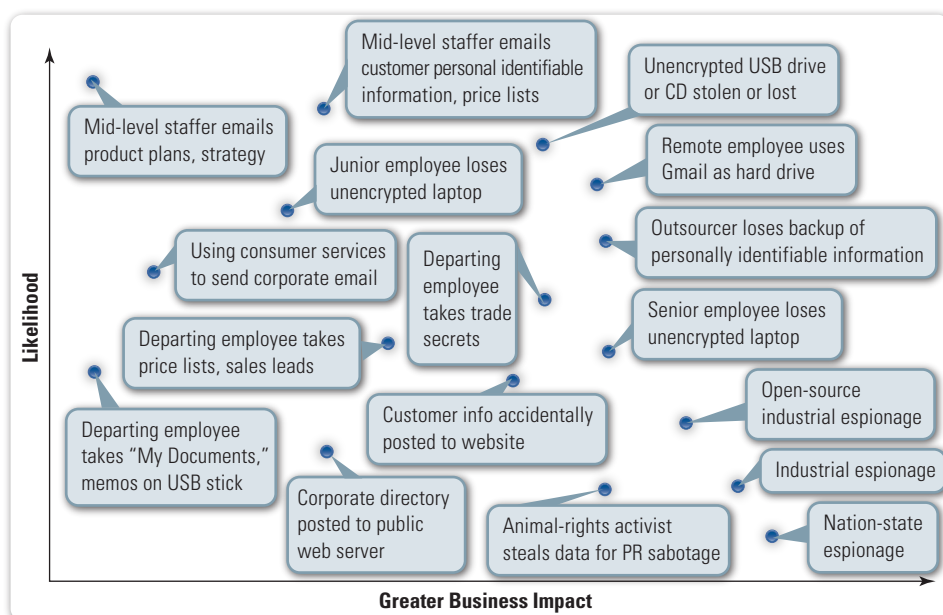 Mid-level staffer emails
customer personal identifiable
information, price lists
Unencrypted USB drive
or CD stolen or lost
Mid-level staffer emails
product plans, strategy
Junior employee loses
unencrypted laptop
Remote employee uses
Gmail as hard drive
Using consumer services
to send corporate email
Departing
employee
takes trade
secrets
Outsourcer loses backup of
personally identifiable information
Departing employee takes
price lists, sales leads
Senior employee loses
unencrypted laptop
Departing employee
takes “My Documents,”
memos on USB stick
Customer info accidentally
posted to website
Open-source
industrial espionage
Corporate directory
posted to public
web server
Animal-rights activist
steals data for PR sabotage
Industrial espionage
Nation-state
espionage
Likelihood
Greater Business Impact